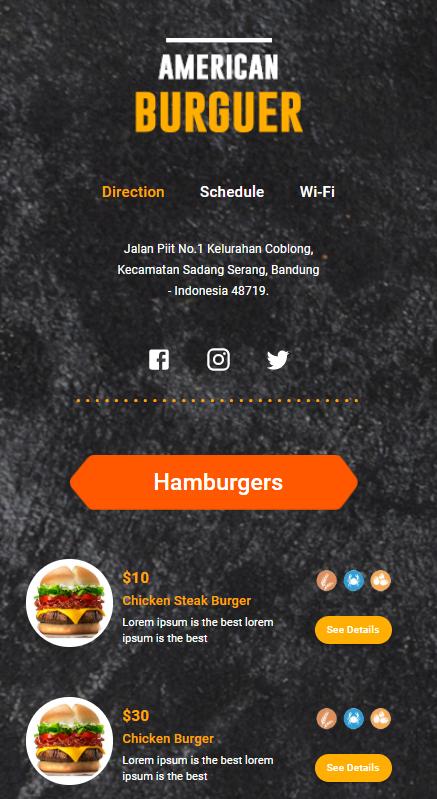 AMERICAN
BURGUER
Direction Schedule Wi-Fi
Jalan Piit No.1 Kelurahan Coblong,
Kecamatan Sadang Serang, Bandung
- Indonesia 48719.
Hamburgers
$10
Chicken Steak Burger
Lorem ipsum is the best lorem
ipsum is the best
See Details
$30
Chicken Burger
Lorem ipsum is the best lorem
ipsum is the best
See Details